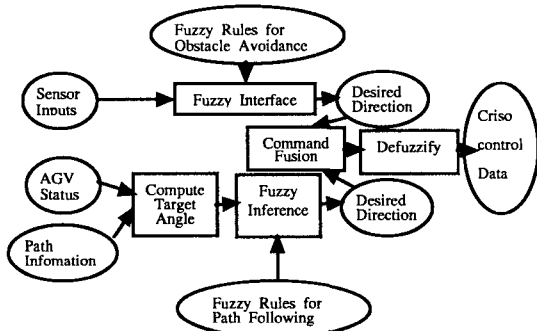 Fuzzy Rules for
Obstacle Avoidance
Sensor
Inputs
Fuzzy Interface
Desired
Direction
Criso
control
Data
Command
Fusion
Defuzzify
AGV
Status
Compute
Target
Angle
Fuzzy
Inference
Desired
Direction
Path
Infomation
Fuzzy Rules for
Path Following